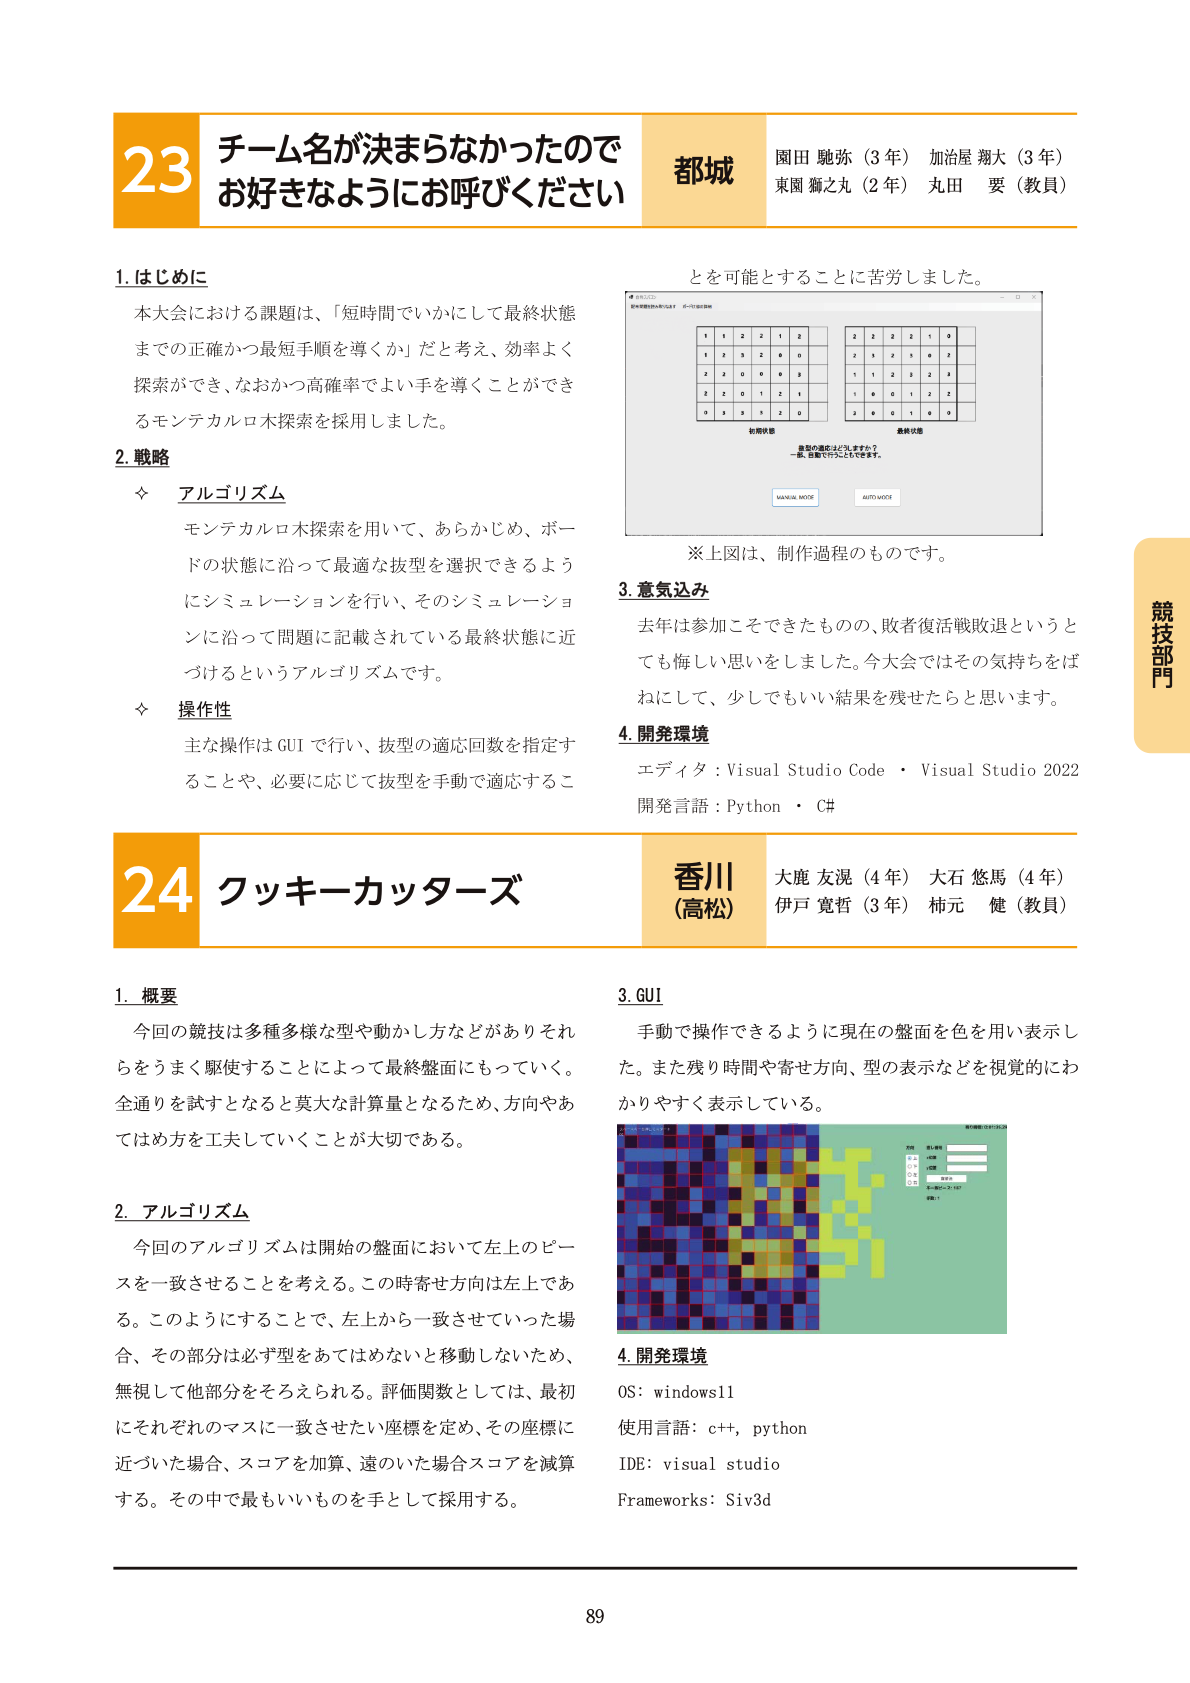 23
チーム名が決まらなかったので
お好きなようにお呼びください
都城
園田 馳弥（3年） 加治屋 翔大（3年）
東園 獅之丸（2年） 丸田 要（教員）
1. はじめに
本大会における課題は、「短時間でいかにして最終状態
までの正確かつ最短手順を導くか」だと考え、効率よく
探索ができ、なおかつ高確率でよい手を導くことができ
るモンテカルロ木探索を採用しました。
2. 戦略
✧ アルゴリズム
モンテカルロ木探索を用いて、あらかじめ、ボー
ドの状態に沿って最適な抜型を選択できるよう
にシミュレーションを行い、そのシミュレーショ
ンに沿って問題に記載されている最終状態に近
づけるというアルゴリズムです。
✧ 操作性
主な操作は GUI で行い、抜型の適応回数を指定す
ることや、必要に応じて抜型を手動で適応するこ
とを可能とすることに苦労しました。
初期状態
最終状態
抜型の適応はどうしますか？
一部、自動で行うこともできます。
MANUAL MODE
AUTO MODE
※上図は、制作過程のものです。
3. 意気込み
去年は参加こそできたものの、敗者復活戦敗退というと
ても悔しい思いをしました。今大会ではその気持ちをば
ねにして、少しでもいい結果を残せたらと思います。
4. 開発環境
エディタ：Visual Studio Code ・ Visual Studio 2022
開発言語：Python ・ C#
競技部門
24
クッキーカッターズ
香川
（高松）
大鹿 友滉（4年） 大石 悠馬（4年）
伊戸 寛哲（3年） 柿元 健（教員）
1. 概要
今回の競技は多種多様な型や動かし方などがありそれ
らをうまく駆使することによって最終盤面にもっていく。
全通りを試すとなると莫大な計算量となるため、方向やあ
てはめ方を工夫していくことが大切である。
2. アルゴリズム
今回のアルゴリズムは開始の盤面において左上のピー
スを一致させることを考える。この時寄せ方向は左上であ
る。このようにすることで、左上から一致させていった場
合、その部分は必ず型をあてはめないと移動しないため、
無視して他部分をそろえられる。評価関数としては、最初
にそれぞれのマスに一致させたい座標を定め、その座標に
近づいた場合、スコアを加算、遠のいた場合スコアを減算
する。その中で最もいいものを手として採用する。
3. GUI
手動で操作できるように現在の盤面を色を用い表示し
た。また残り時間や寄せ方向、型の表示などを視覚的にわ
かりやすく表示している。
4. 開発環境
OS: windows11
使用言語: c++, python
IDE: visual studio
Frameworks: Siv3d
89